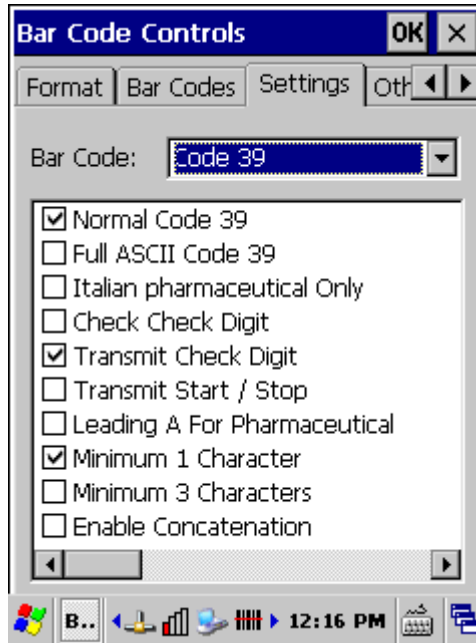 Bar Code Controls OK ×
Format Bar Codes Settings Oth
Bar Code: Code 39
Normal Code 39
Full ASCII Code 39
Italian pharmaceutical Only
Check Check Digit
Transmit Check Digit
Transmit Start / Stop
Leading A For Pharmaceutical
Minimum 1 Character
Minimum 3 Characters
Enable Concatenation
B.. 12:16 PM